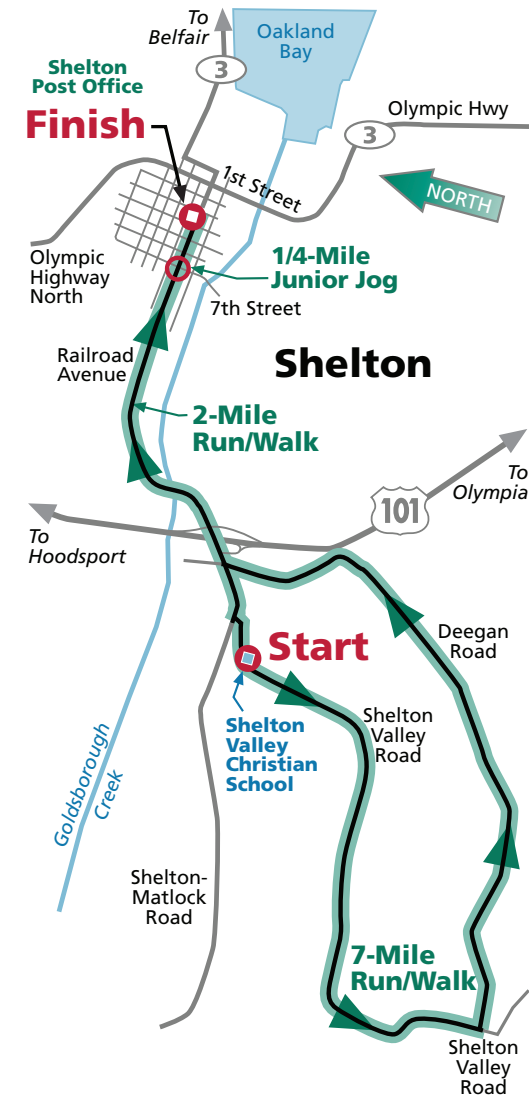 To
Belfair
Oakland
Bay
3
Shelton
Post Office
Finish
Olympic Hwy
3
1st Street
NORTH
Olympic
Highway
North
1/4-Mile
Junior Jog
7th Street
Railroad
Avenue
Shelton
2-Mile
Run/Walk
To
Olympia
101
To
Hoodsport
Start
Deegan
Road
Shelton
Valley
Road
Shelton
Valley
Christian
School
Goldsborough
Creek
Shelton-
Matlock
Road
7-Mile
Run/Walk
Shelton
Valley
Road